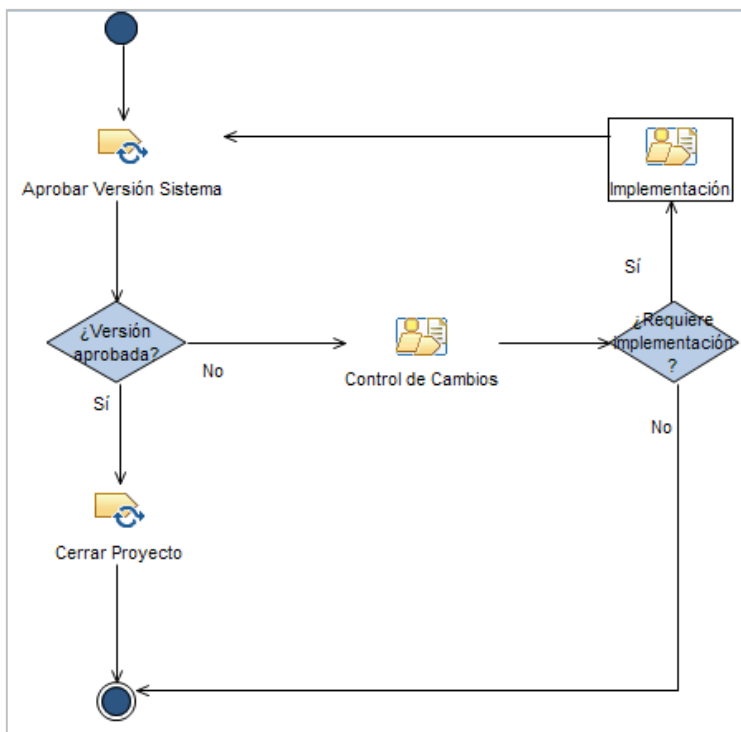 Aprobar Versión Sistema
Implementación
Sí
¿Versión
aprobada?
No
Control de Cambios
¿Requiere
implementación
?
Sí
No
Cerrar Proyecto